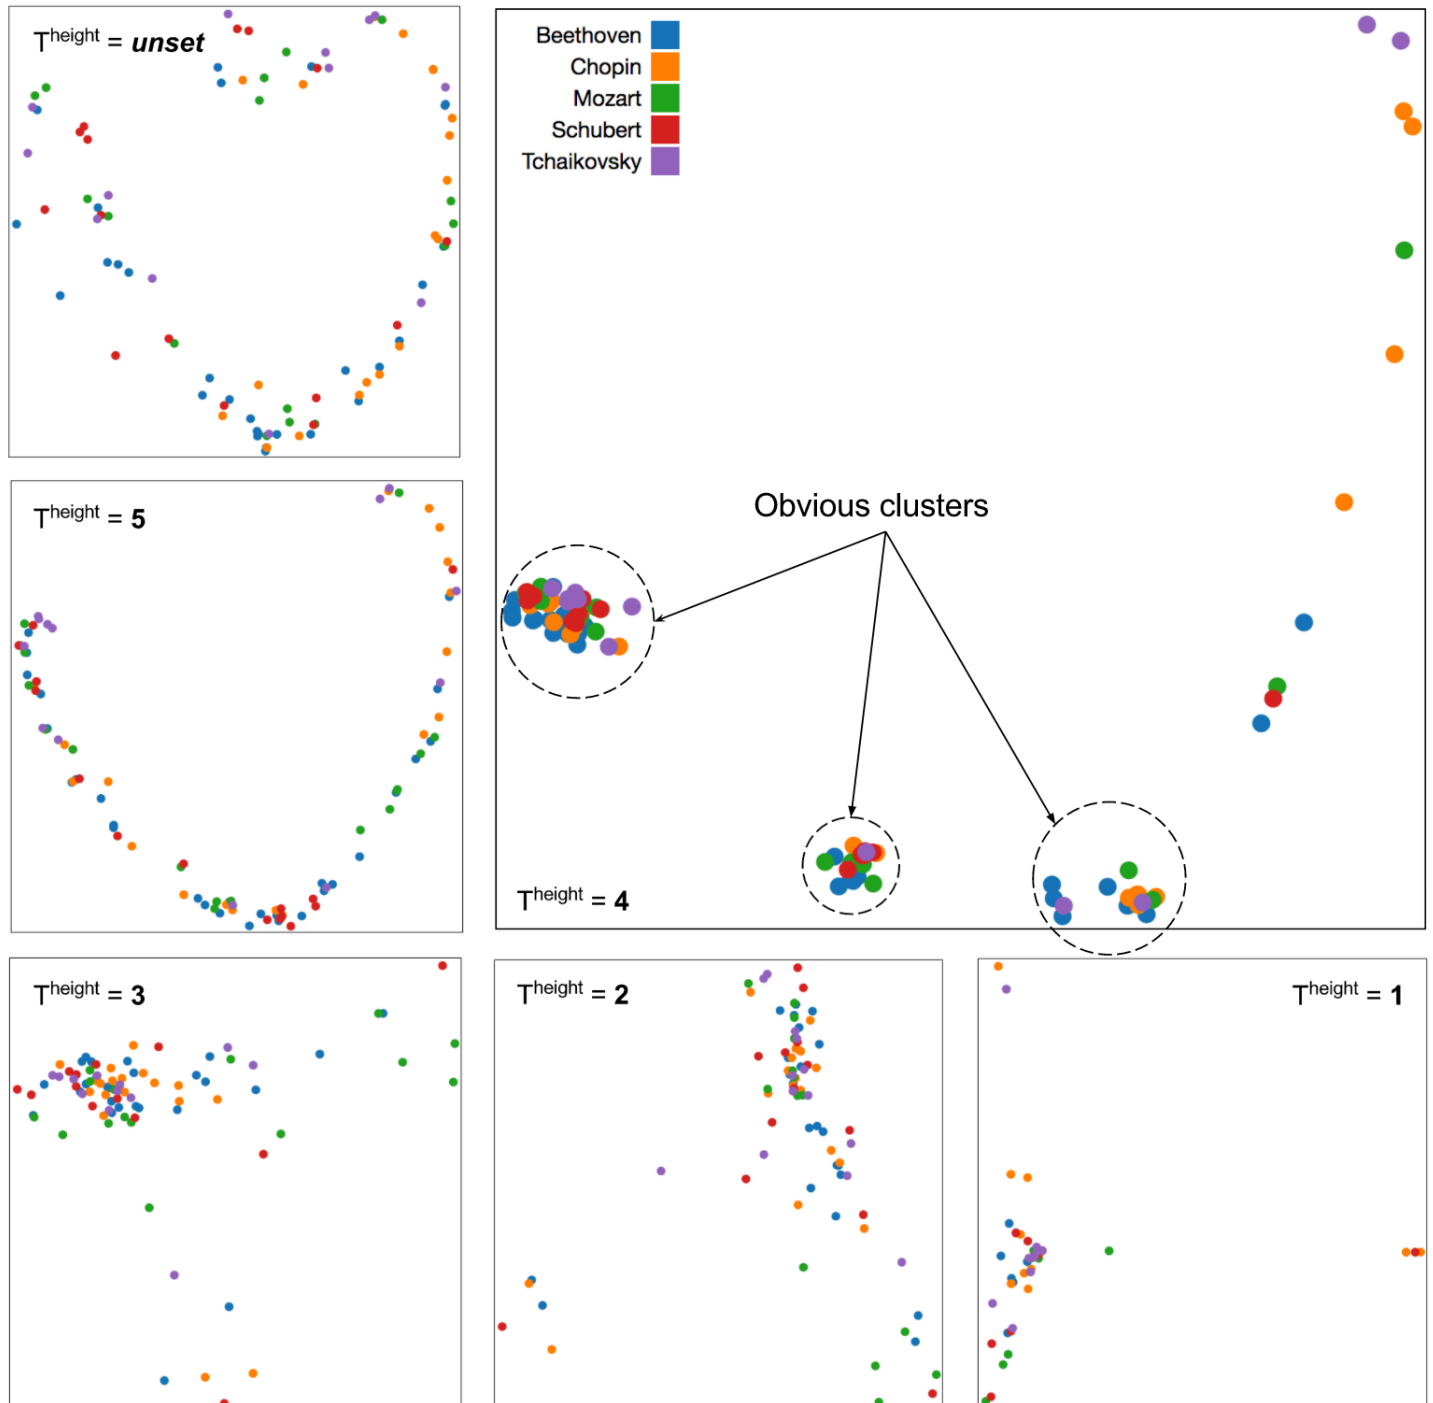 T^height = unset
Beethoven
Chopin
Mozart
Schubert
Tchaikovsky
T^height = 5
Obvious clusters
T^height = 4
T^height = 3
T^height = 2
T^height = 1